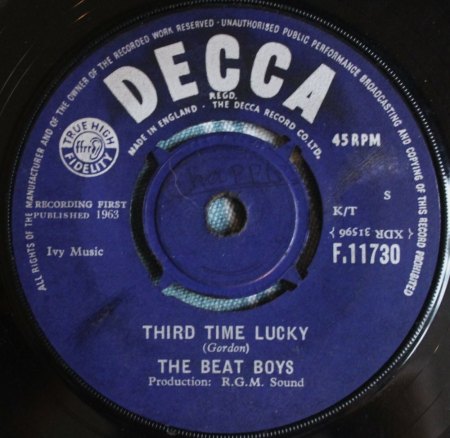 ALL RIGHTS OF THE MANUFACTURER AND OF THE OWNER OF THE RECORDED WORK RESERVED · UNAUTHORISED PUBLIC PERFORMANCE BROADCASTING AND COPYING OF THIS RECORD PROHIBITED
DECCA
REGD.
MADE IN ENGLAND · THE DECCA RECORD CO. LTD.
TRUE HIGH
ffrr
FIDELITY
45 RPM
RECORDING FIRST
PUBLISHED 1963
S
K/T
Ivy Music
{ XDR 31596 }
F.11730
THIRD TIME LUCKY
(Gordon)
THE BEAT BOYS
Production: R.G.M. Sound